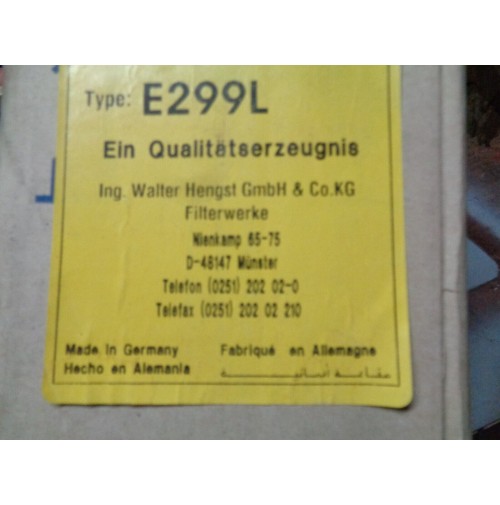 Type: E299L
Ein Qualitätserzeugnis
Ing. Walter Hengst GmbH & Co.KG
Filterwerke
Nienkamp 65-75
D-48147 Münster
Telefon (0251) 202 02-0
Telefax (0251) 202 02 210
Made in Germany Fabriqué en Allemagne
Hecho en Alemania